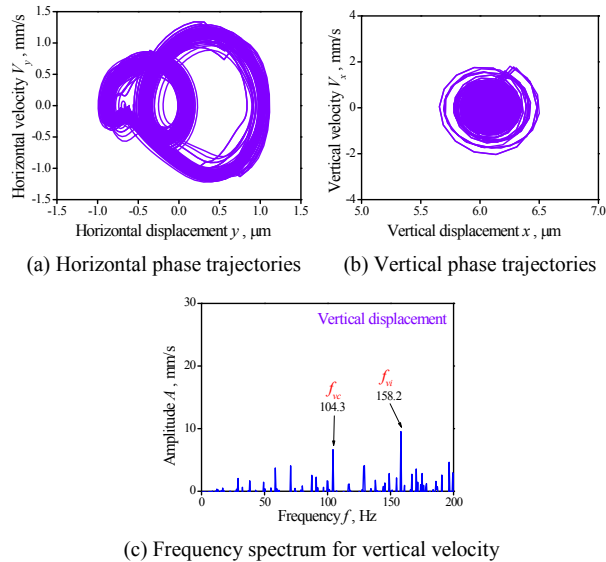 1.5
1.0
0.5
0.0
-0.5
-1.0
-1.5
Horizontal velocity V_y , mm/s
-1.5 -1.0 -0.5 0.0 0.5 1.0 1.5
Horizontal displacement y , μm
(a) Horizontal phase trajectories
4
2
0
-2
-4
Vertical velocity V_x , mm/s
5.0 5.5 6.0 6.5 7.0
Vertical displacement x , μm
(b) Vertical phase trajectories
30
20
10
0
Amplitude A , mm/s
Vertical displacement
f_vc
104.3
f_vi
158.2
0 50 100 150 200
Frequency f , Hz
(c) Frequency spectrum for vertical velocity